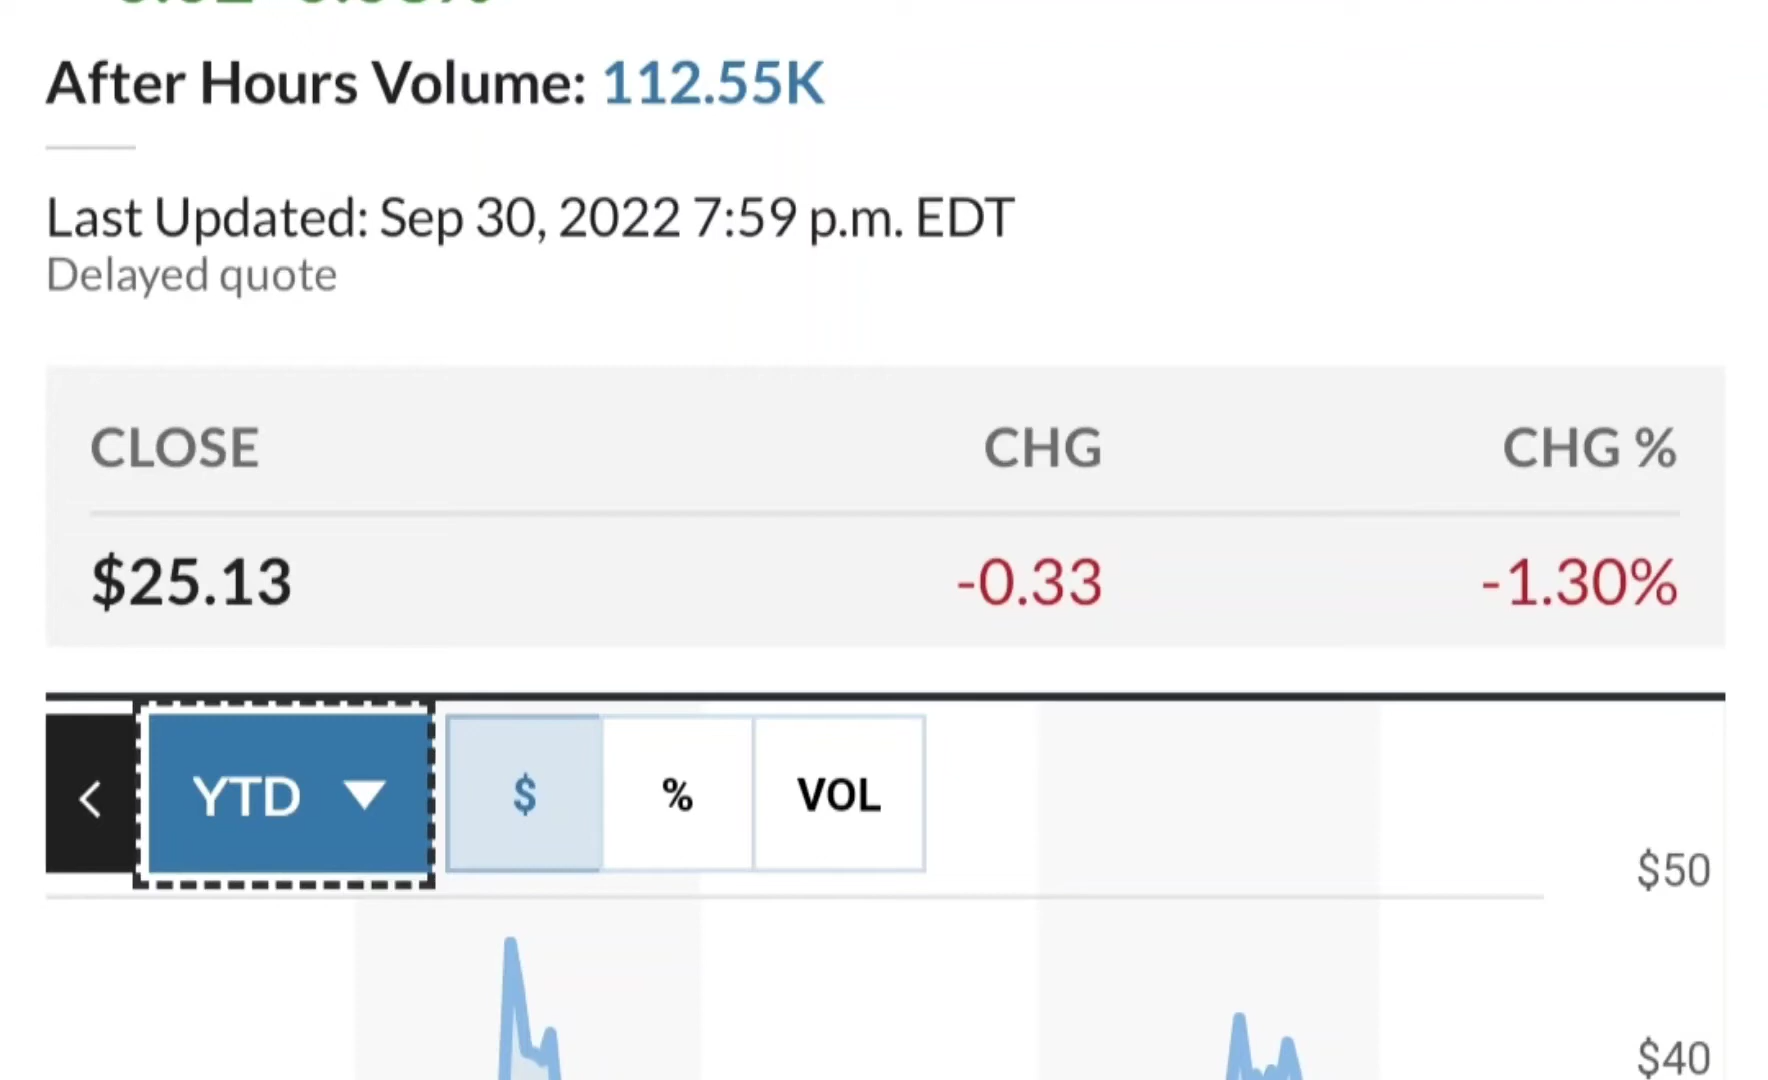 After Hours Volume: 112.55K
Last Updated: Sep 30, 2022 7:59 p.m. EDT
Delayed quote
CLOSE CHG CHG %
$25.13 -0.33 -1.30%
YTD $ % VOL
$50
$40